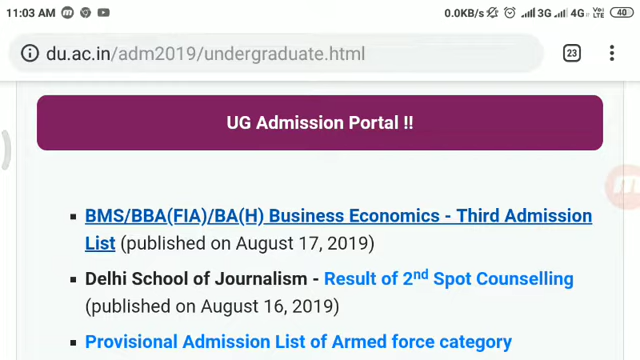 11:03 AM
0.0KB/s 3G 4G VoLTE 40
du.ac.in/adm2019/undergraduate.html
23
UG Admission Portal !!
▪ BMS/BBA(FIA)/BA(H) Business Economics - Third Admission
List (published on August 17, 2019)
▪ Delhi School of Journalism - Result of 2nd Spot Counselling
(published on August 16, 2019)
▪ Provisional Admission List of Armed force category